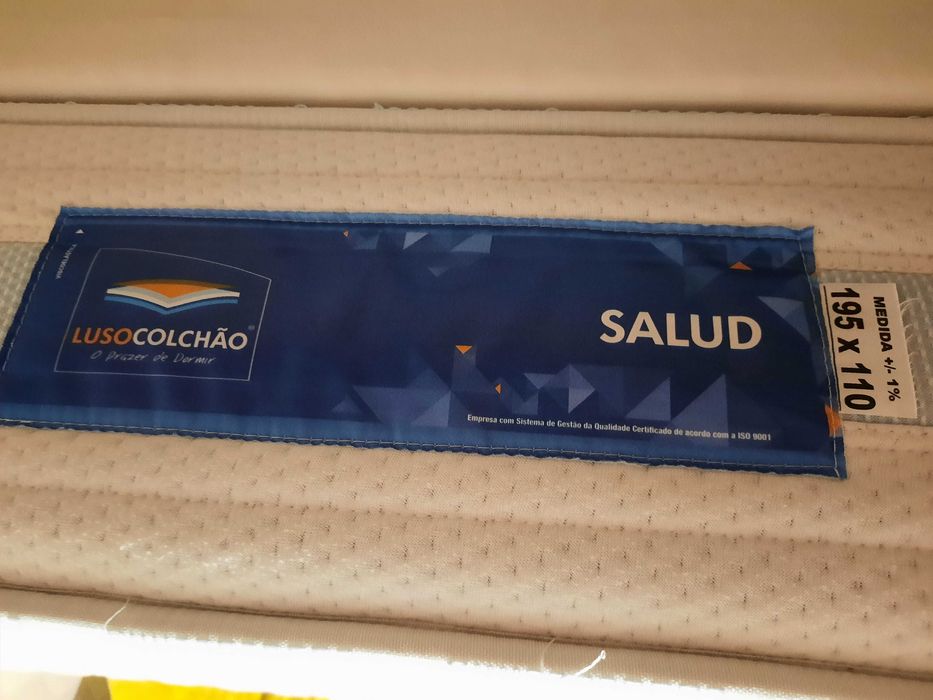 VISCOELÁSTICA
LUSOCOLCHÃO®
O Prazer de Dormir
SALUD
Empresa com Sistema de Gestão da Qualidade Certificado de acordo com a ISO 9001
MEDIDA +/- 1%
195 x 110